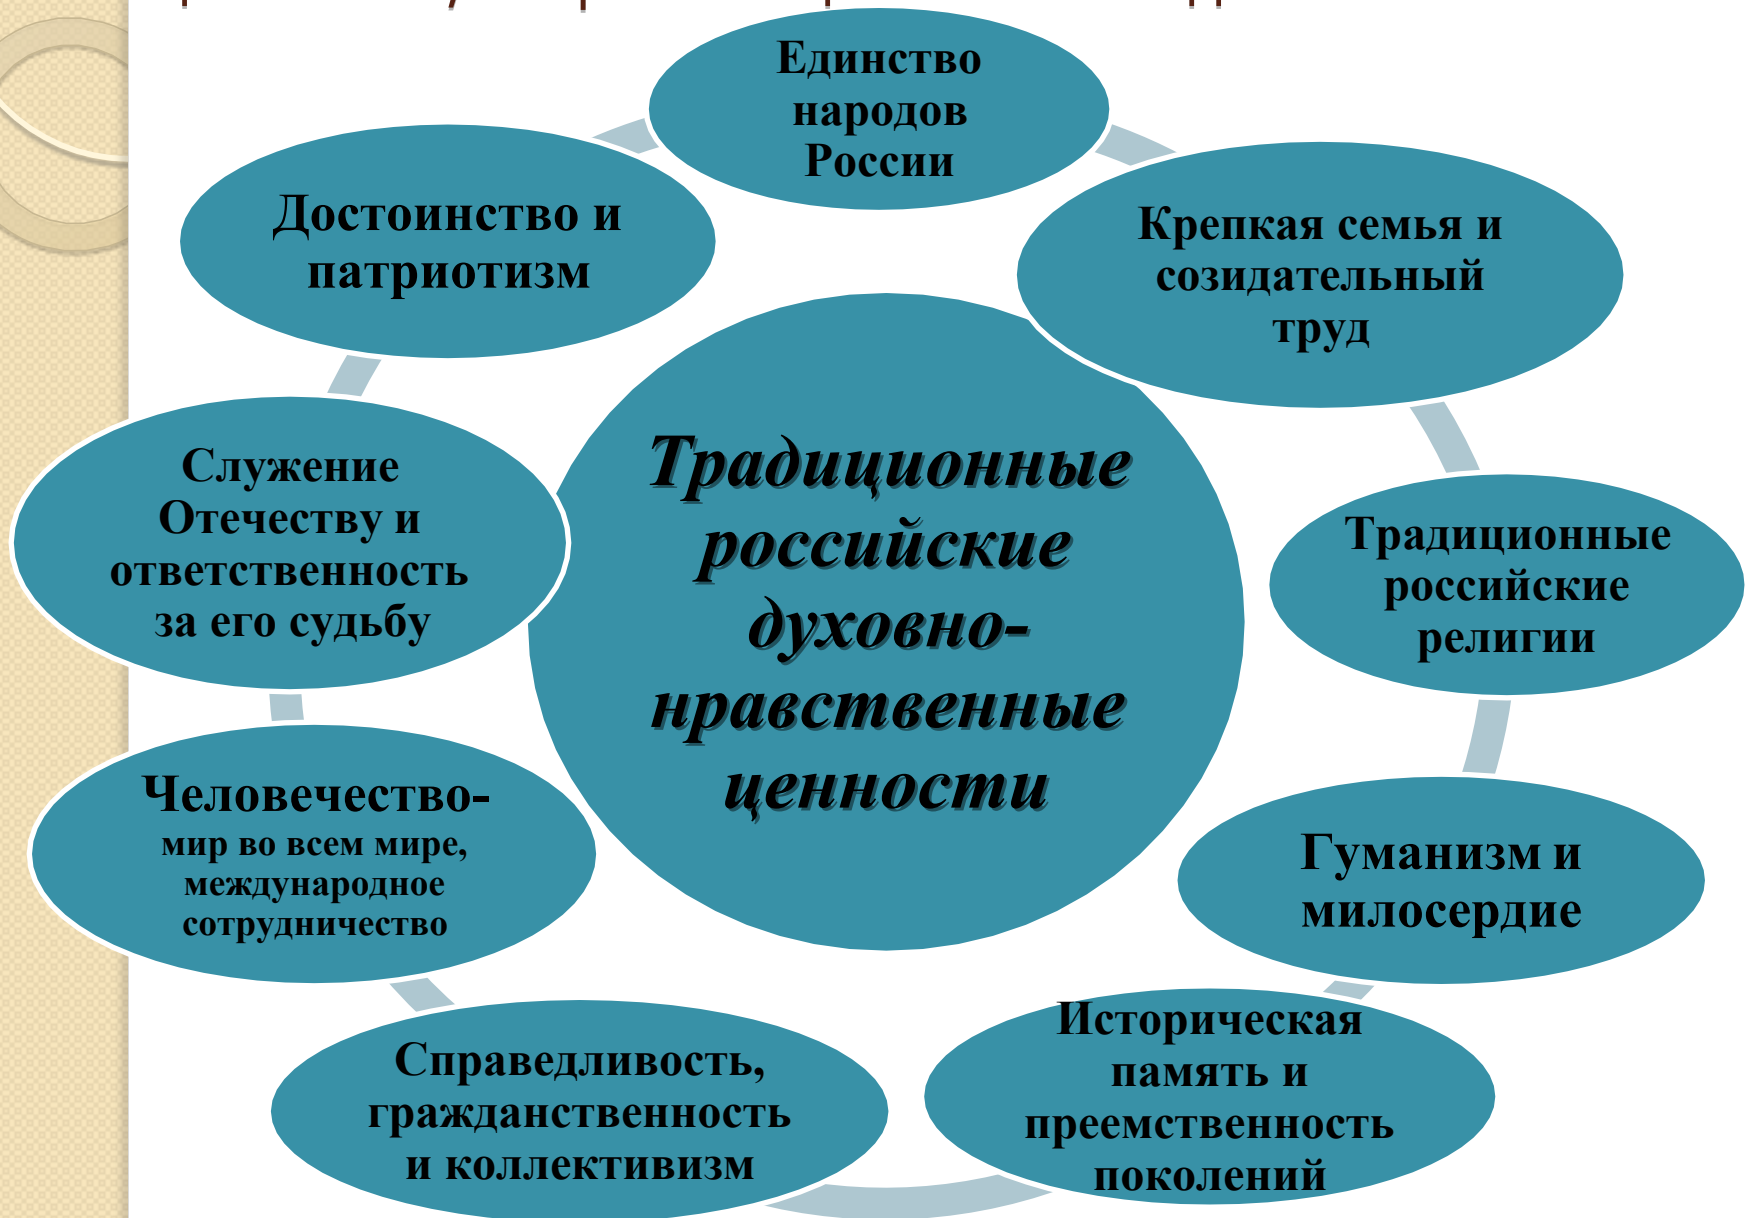 Единство
народов
России
Крепкая семья и
созидательный
труд
Традиционные
российские
религии
Гуманизм и
милосердие
Историческая
память и
преемственность
поколений
Справедливость,
гражданственность
и коллективизм
Человечество-
мир во всем мире,
международное
сотрудничество
Служение
Отечеству и
ответственность
за его судьбу
Достоинство и
патриотизм
Традиционные
российские
духовно-
нравственные
ценности